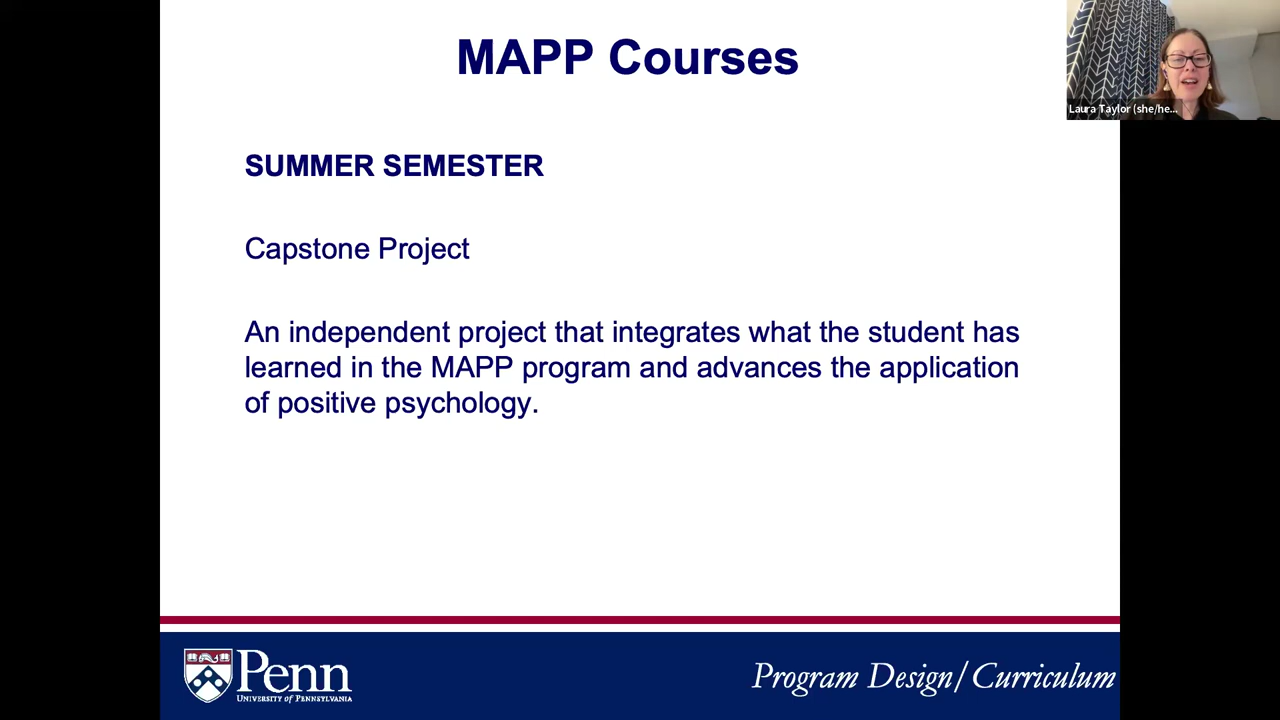 MAPP Courses
Laura Taylor (she/he...
SUMMER SEMESTER
Capstone Project
An independent project that integrates what the student has
learned in the MAPP program and advances the application
of positive psychology.
Penn
UNIVERSITY of PENNSYLVANIA
Program Design/Curriculum